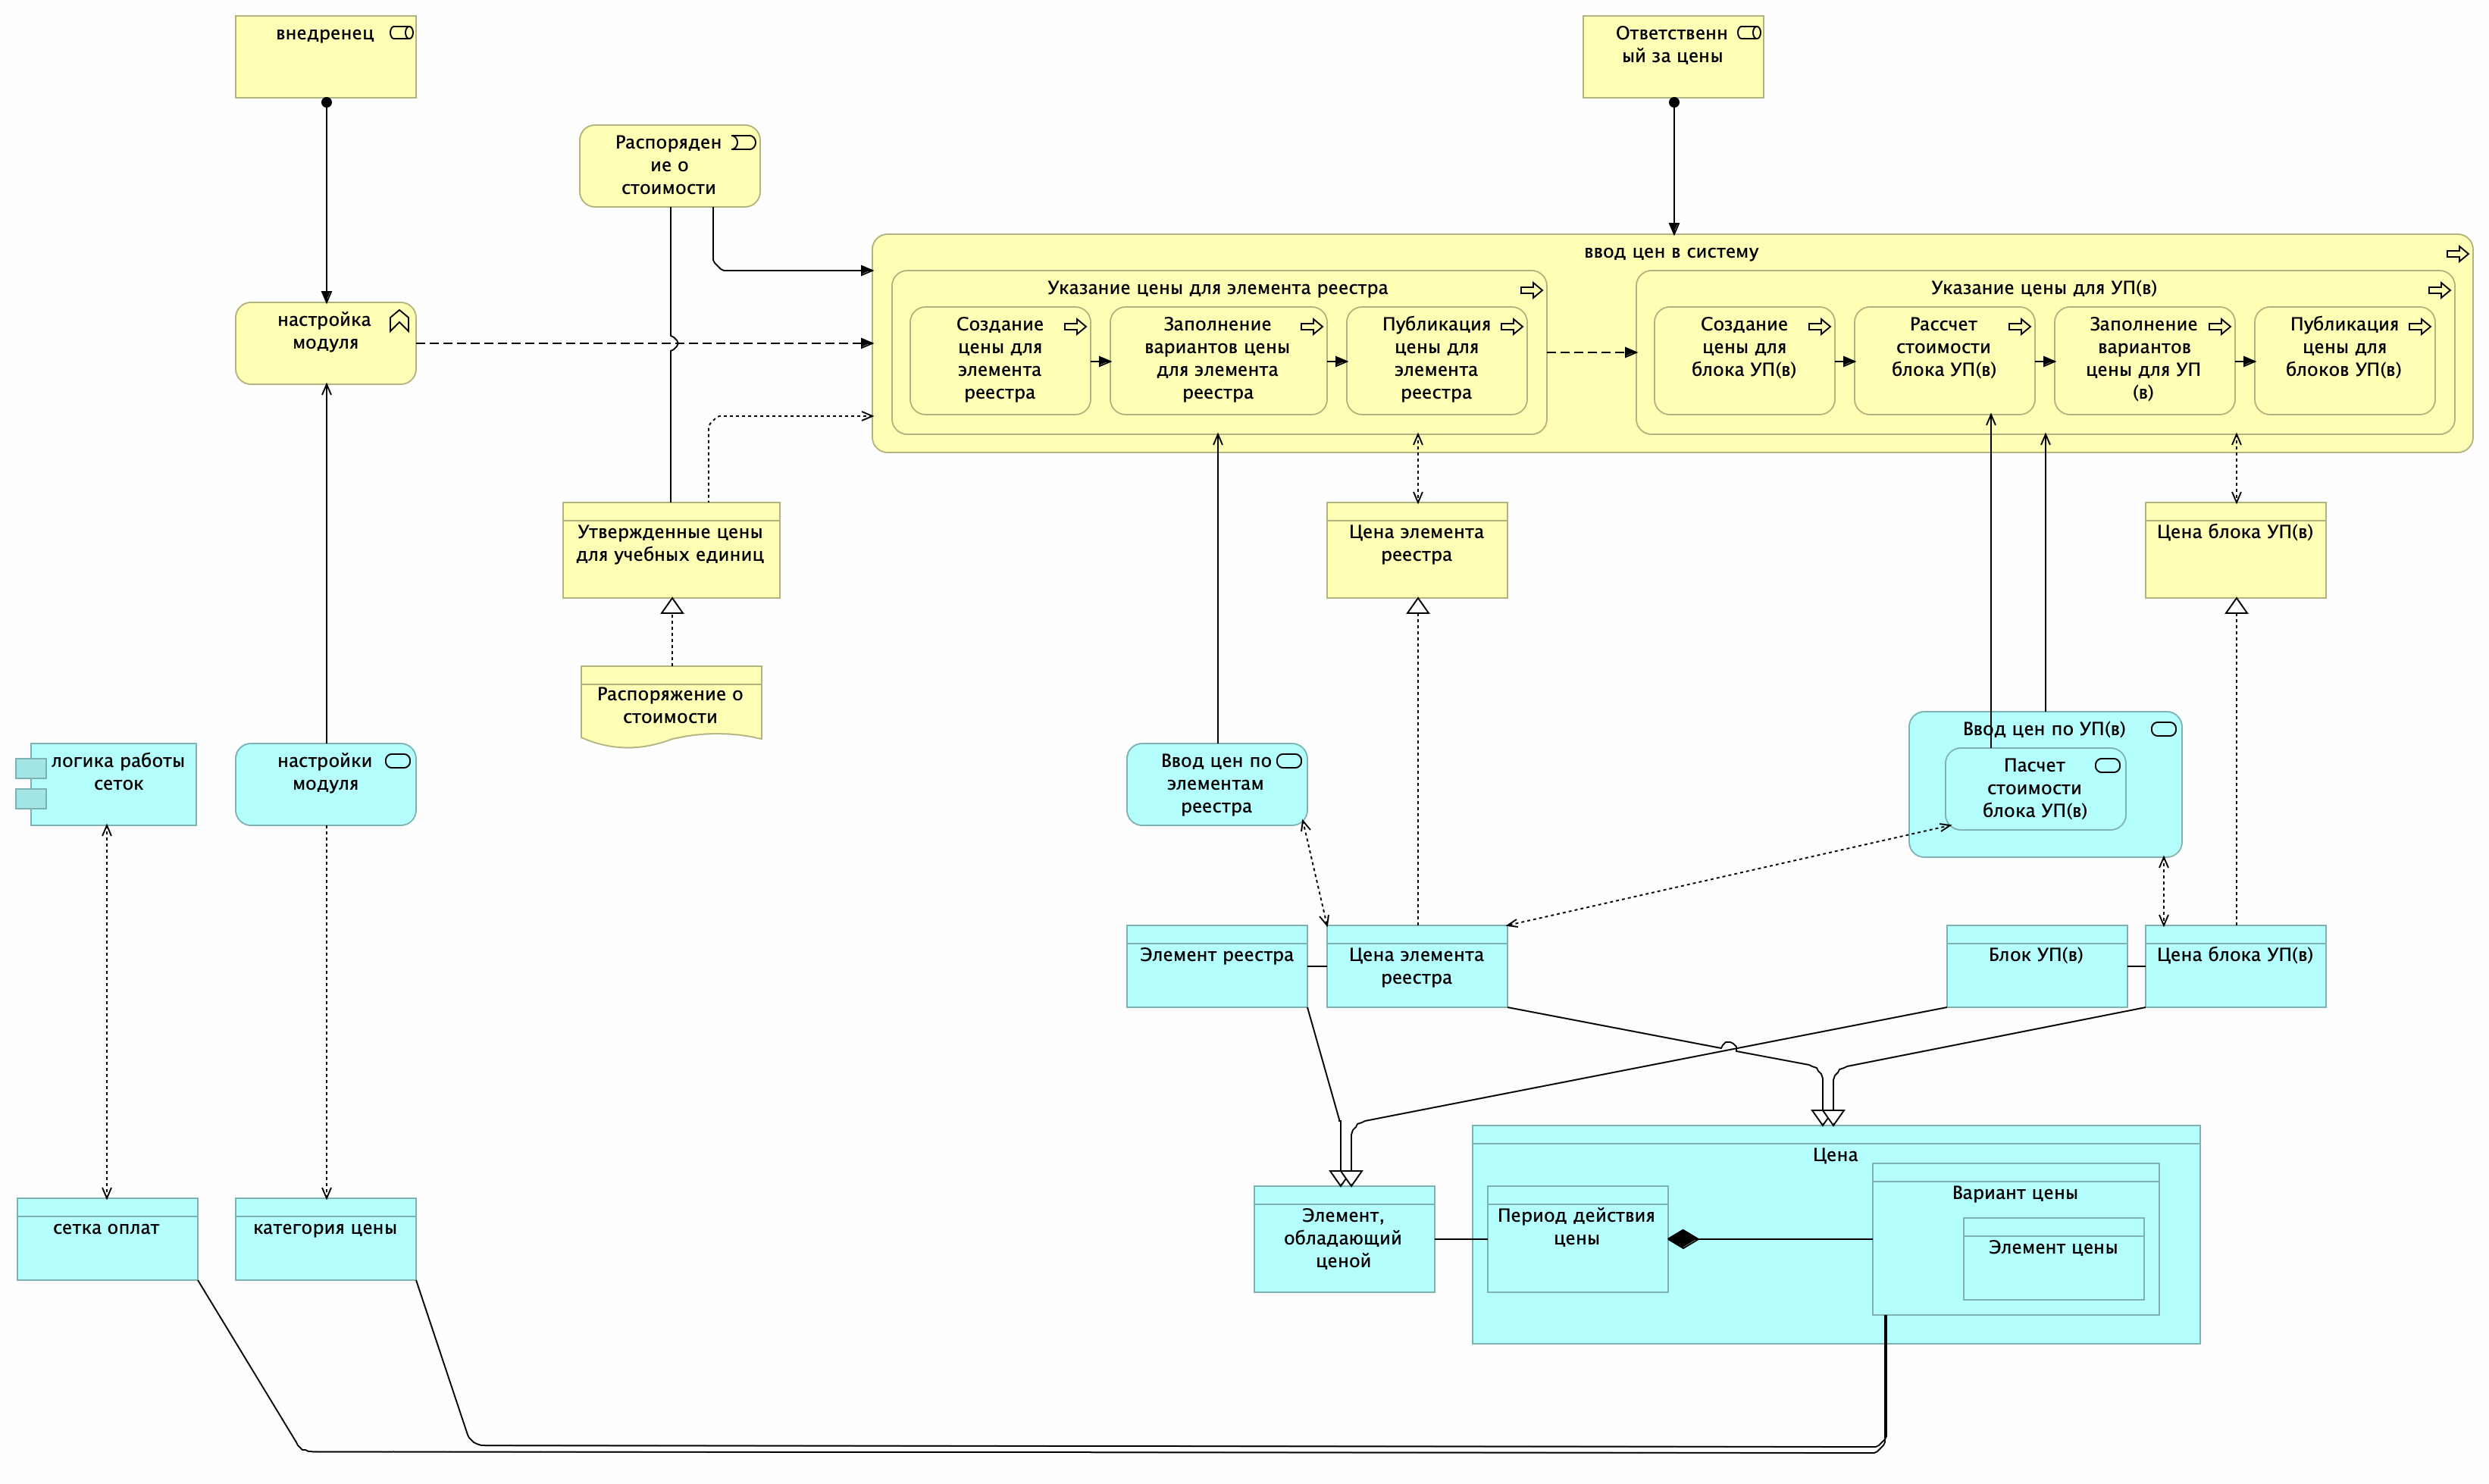 внедренец
Ответственн
ый за цены
Распоряден
ие о
стоимости
ввод цен в систему
Указание цены для элемента реестра
Указание цены для УП(в)
настройка
модуля
Создание
цены для
элемента
реестра
Заполнение
вариантов цены
для элемента
реестра
Публикация
цены для
элемента
реестра
Создание
цены для
блока УП(в)
Рассчет
стоимости
блока УП(в)
Заполнение
вариантов
цены для УП
(в)
Публикация
цены для
блоков УП(в)
Утвержденные цены
для учебных единиц
Цена элемента
реестра
Цена блока УП(в)
Распоряжение о
стоимости
логика работы
сеток
настройки
модуля
Ввод цен по
элементам
реестра
Ввод цен по УП(в)
Пасчет
стоимости
блока УП(в)
Элемент реестра
Цена элемента
реестра
Блок УП(в)
Цена блока УП(в)
Цена
сетка оплат
категория цены
Элемент,
обладающий
ценой
Период действия
цены
Вариант цены
Элемент цены